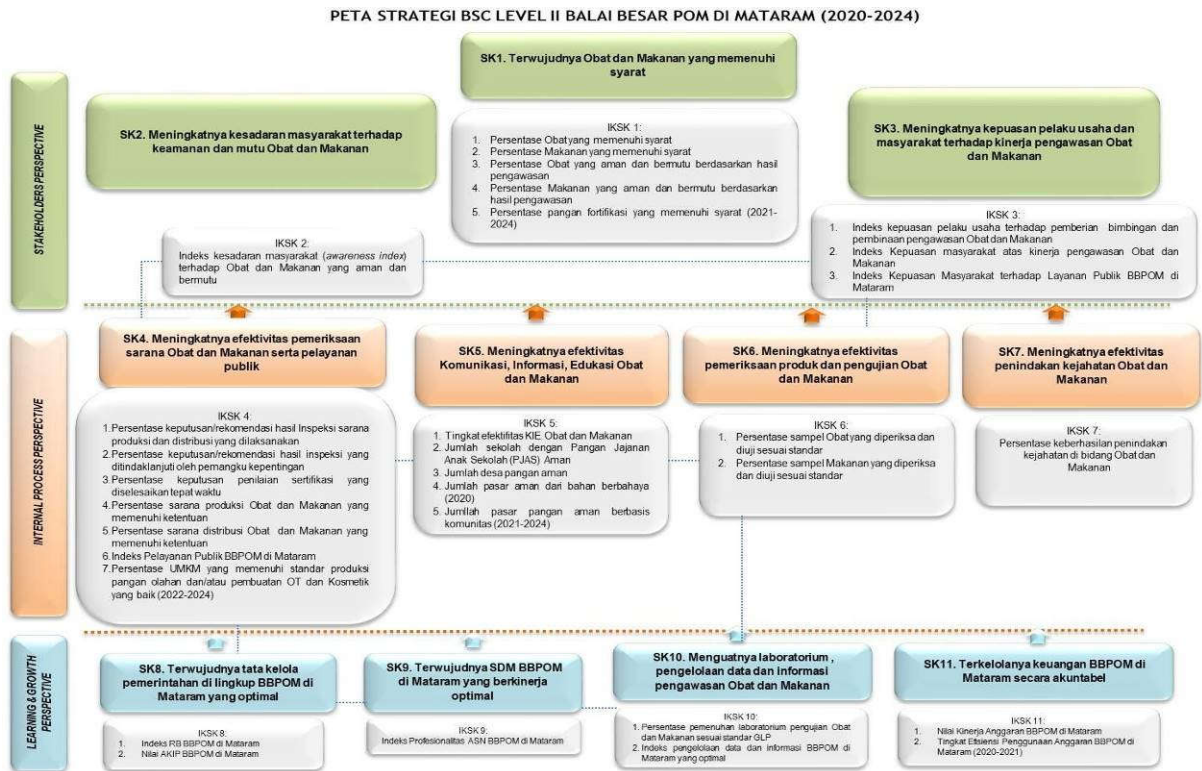 PETA STRATEGI BSC LEVEL II BALAI BESAR POM DI MATARAM (2020-2024)
STAKEHOLDERS PERSPECTIVE
SK1. Terwujudnya Obat dan Makanan yang memenuhi
syarat
SK2. Meningkatnya kesadaran masyarakat terhadap
keamanan dan mutu Obat dan Makanan
IKSK 1:
1. Persentase Obat yang memenuhi syarat
2. Persentase Makanan yang memenuhi syarat
3. Persentase Obat yang aman dan bermutu berdasarkan hasil
pengawasan
4. Persentase Makanan yang aman dan bermutu berdasarkan
hasil pengawasan
5. Persentase pangan fortifikasi yang memenuhi syarat (2021-
2024)
SK3. Meningkatnya kepuasan pelaku usaha dan
masyarakat terhadap kinerja pengawasan Obat
dan Makanan
IKSK 2:
Indeks kesadaran masyarakat (awareness index)
terhadap Obat dan Makanan yang aman dan
bermutu
IKSK 3:
1. Indeks kepuasan pelaku usaha terhadap pemberian bimbingan dan
pembinaan pengawasan Obat dan Makanan
2. Indeks Kepuasan masyarakat atas kinerja pengawasan Obat dan
Makanan
3. Indeks Kepuasan Masyarakat terhadap Layanan Publik BBPOM di
Mataram
INTERNAL PROCESS PERSPECTIVE
SK4. Meningkatnya efektivitas pemeriksaan
sarana Obat dan Makanan serta pelayanan
publik
IKSK 4:
1. Persentase keputusan/rekomendasi hasil Inspeksi sarana
produksi dan distribusi yang dilaksanakan
2. Persentase keputusan/rekomendasi hasil inspeksi yang
ditindaklanjuti oleh pemangku kepentingan
3. Persentase keputusan penilaian sertifikasi yang
diselesaikan tepat waktu
4. Persentase sarana produksi Obat dan Makanan yang
memenuhi ketentuan
5. Persentase sarana distribusi Obat dan Makanan yang
memenuhi ketentuan
6. Indeks Pelayanan Publik BBPOM di Mataram
7. Persentase UMKM yang memenuhi standar produksi
pangan olahan dan/atau pembuatan OT dan Kosmetik
yang baik (2022-2024)
SK5. Meningkatnya efektivitas
Komunikasi, Informasi, Edukasi Obat
dan Makanan
IKSK 5:
1. Tingkat efektifitas KIE Obat dan Makanan
2. Jumlah sekolah dengan Pangan Jajanan
Anak Sekolah (PJAS) Aman
3. Jumlah desa pangan aman
4. Jumlah pasar aman dari bahan berbahaya
(2020)
5. Jumlah pasar pangan aman berbasis
komunitas (2021-2024)
SK6. Meningkatnya efektivitas
pemeriksaan produk dan pengujian Obat
dan Makanan
IKSK 6:
1. Persentase sampel Obat yang diperiksa dan
diuji sesuai standar
2. Persentase sampel Makanan yang diperiksa
dan diuji sesuai standar
SK7. Meningkatnya efektivitas
penindakan kejahatan Obat dan
Makanan
IKSK 7:
Persentase keberhasilan penindakan
kejahatan di bidang Obat dan
Makanan
LEARNING & GROWTH
PERSPECTIVE
SK8. Terwujudnya tata kelola
pemerintahan di lingkup BBPOM di
Mataram yang optimal
IKSK 8:
1. Indeks RB BBPOM di Mataram
2. Nilai AKIP BBPOM di Mataram
SK9. Terwujudnya SDM BBPOM
di Mataram yang berkinerja
optimal
IKSK 9:
Indeks Profesionalitas ASN BBPOM di Mataram
SK10. Menguatnya laboratorium ,
pengelolaan data dan informasi
pengawasan Obat dan Makanan
IKSK 10:
1. Persentase pemenuhan laboratorium pengujian Obat
dan Makanan sesuai standar GLP
2. Indeks pengelolaan data dan informasi BBPOM di
Mataram yang optimal
SK11. Terkelolanya keuangan BBPOM di
Mataram secara akuntabel
IKSK 11:
1. Nilai Kinerja Anggaran BBPOM di Mataram
2. Tingkat Efisiensi Penggunaan Anggaran BBPOM di
Mataram (2020-2021)